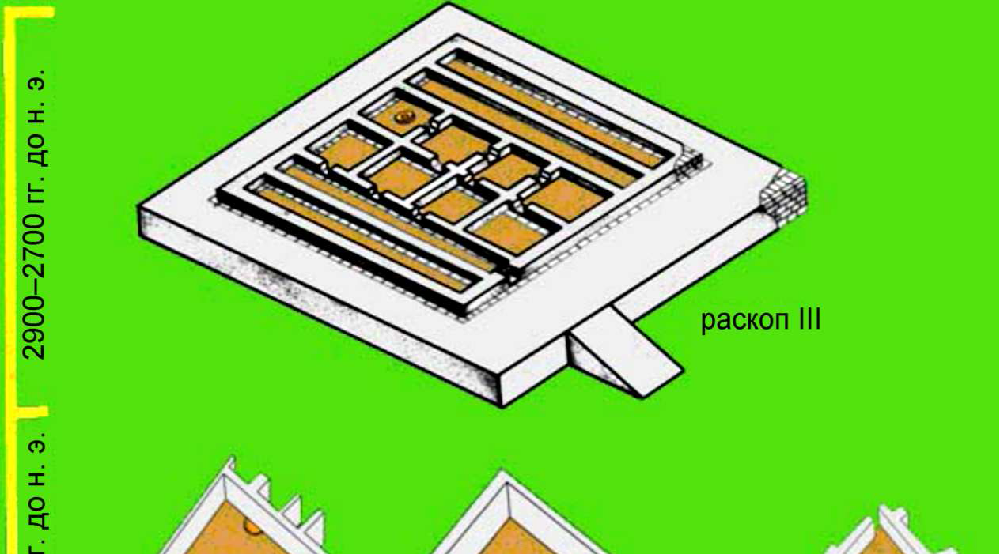 2900–2700 гг. до н. э.
раскоп III
г. до н. э.